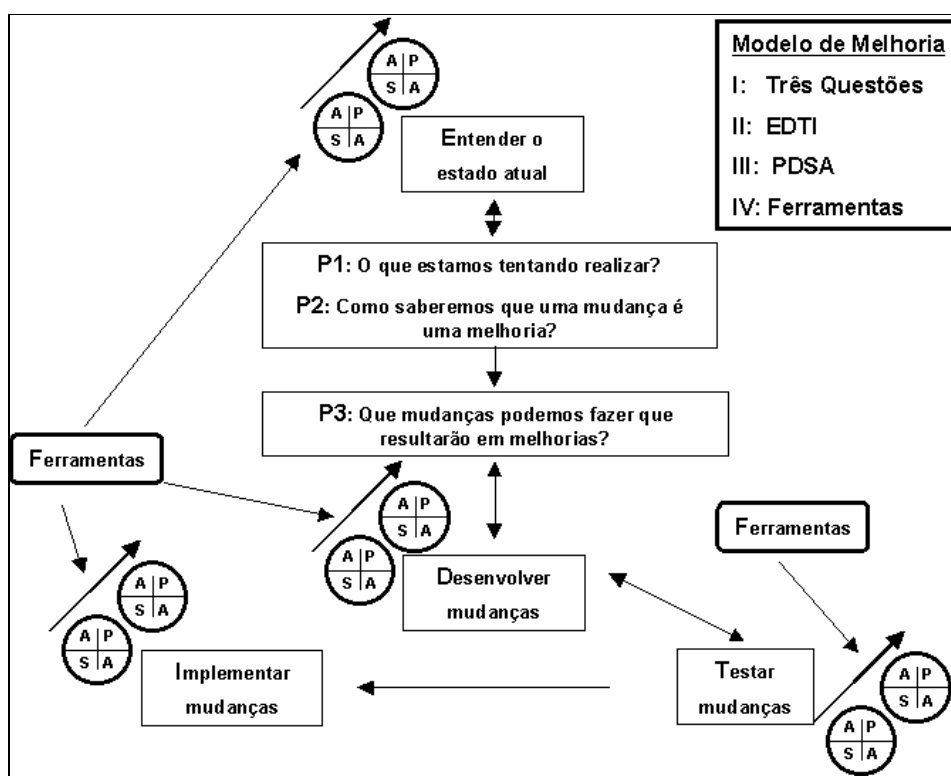 A P
S A
A P
S A
Modelo de Melhoria
I: Três Questões
II: EDTI
III: PDSA
IV: Ferramentas
Entender o
estado atual
P1: O que estamos tentando realizar?
P2: Como saberemos que uma mudança é
uma melhoria?
P3: Que mudanças podemos fazer que
resultarão em melhorias?
Ferramentas
A P
S A
A P
S A
Ferramentas
Desenvolver
mudanças
A P
S A
A P
S A
Implementar
mudanças
Testar
mudanças
A P
S A
A P
S A